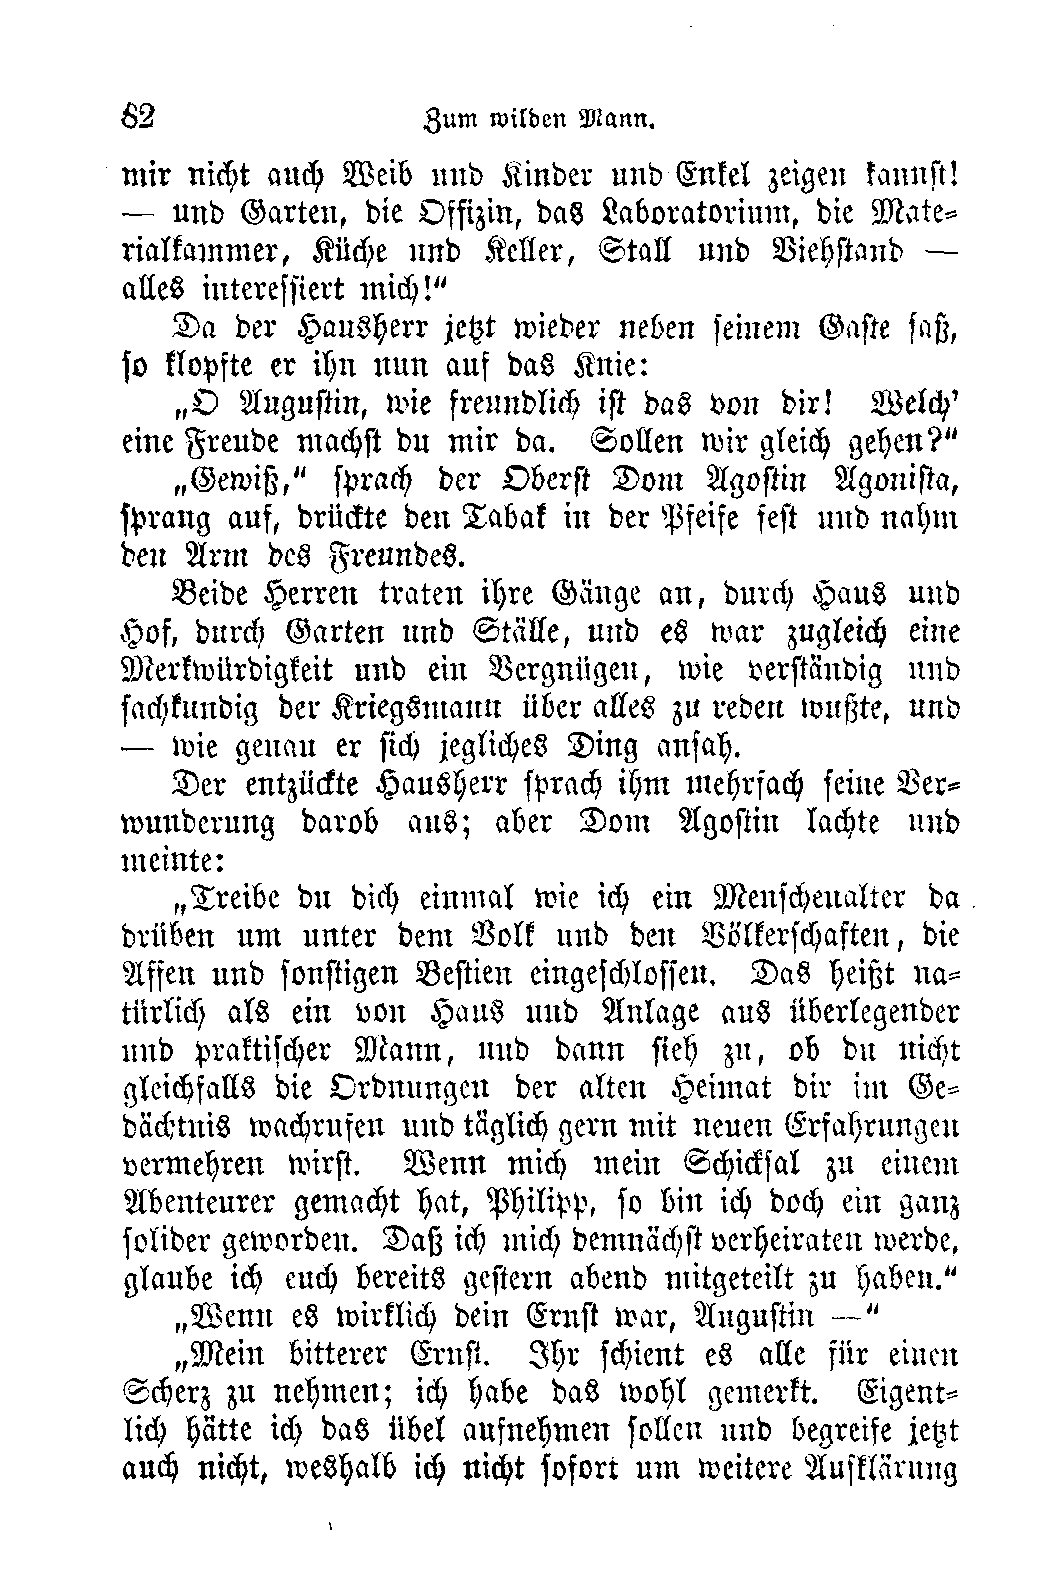 82 Zum wilden Mann.
mir nicht auch Weib und Kinder und Enkel zeigen kannst!
— und Garten, die Offizin, das Laboratorium, die Mate-
rialkammer, Küche und Keller, Stall und Viehstand —
alles interessiert mich!“
Da der Hausherr jetzt wieder neben seinem Gaste saß,
so klopfte er ihn nun auf das Knie:
„O Augustin, wie freundlich ist das von dir! Welch’
eine Freude machst du mir da. Sollen wir gleich gehen?“
„Gewiß,“ sprach der Oberst Dom Agostin Agonista,
sprang auf, drückte den Tabak in der Pfeife fest und nahm
den Arm des Freundes.
Beide Herren traten ihre Gänge an, durch Haus und
Hof, durch Garten und Ställe, und es war zugleich eine
Merkwürdigkeit und ein Vergnügen, wie verständig und
sachkundig der Kriegsmann über alles zu reden wußte, und
— wie genau er sich jegliches Ding ansah.
Der entzückte Hausherr sprach ihm mehrfach seine Ver-
wunderung darob aus; aber Dom Agostin lachte und
meinte:
„Treibe du dich einmal wie ich ein Menschenalter da
drüben um unter dem Volk und den Völkerschaften, die
Affen und sonstigen Bestien eingeschlossen. Das heißt na-
türlich als ein von Haus und Anlage aus überlegender
und praktischer Mann, und dann sieh zu, ob du nicht
gleichfalls die Ordnungen der alten Heimat dir im Ge-
dächtnis wachrufen und täglich gern mit neuen Erfahrungen
vermehren wirst. Wenn mich mein Schicksal zu einem
Abenteurer gemacht hat, Philipp, so bin ich doch ein ganz
solider geworden. Daß ich mich demnächst verheiraten werde,
glaube ich euch bereits gestern abend mitgeteilt zu haben.“
„Wenn es wirklich dein Ernst war, Augustin —“
„Mein bitterer Ernst. Ihr schient es alle für einen
Scherz zu nehmen; ich habe das wohl gemerkt. Eigent-
lich hätte ich das übel aufnehmen sollen und begreife jetzt
auch nicht, weshalb ich nicht sofort um weitere Aufklärung